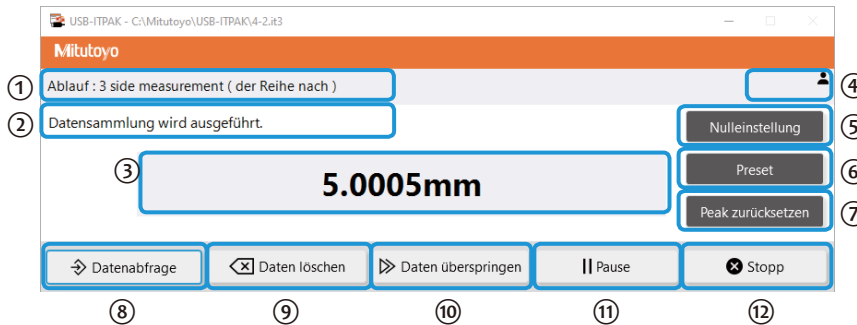 USB-ITPAK - C:\Mitutoyo\USB-ITPAK\4-2.it3
Mitutoyo
① Ablauf : 3 side measurement ( der Reihe nach ) ④
② Datensammlung wird ausgeführt.
Nulleinstellung ⑤
③ 5.0005mm
Preset ⑥
Peak zurücksetzen ⑦
Datenabfrage Daten löschen Daten überspringen Pause Stopp
⑧ ⑨ ⑩ ⑪ ⑫